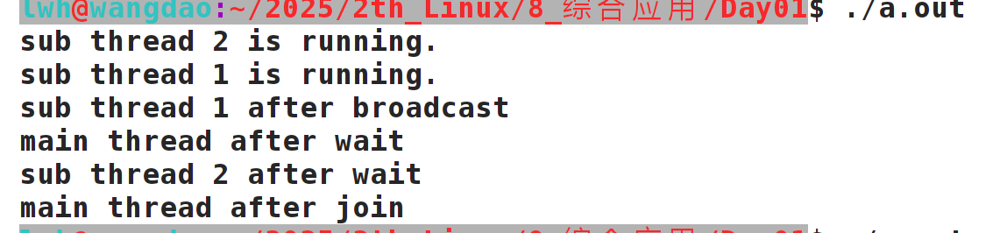 lwh@wangdao:~/2025/2th_Linux/8_综合应用/Day01$ ./a.out
sub thread 2 is running.
sub thread 1 is running.
sub thread 1 after broadcast
main thread after wait
sub thread 2 after wait
main thread after join